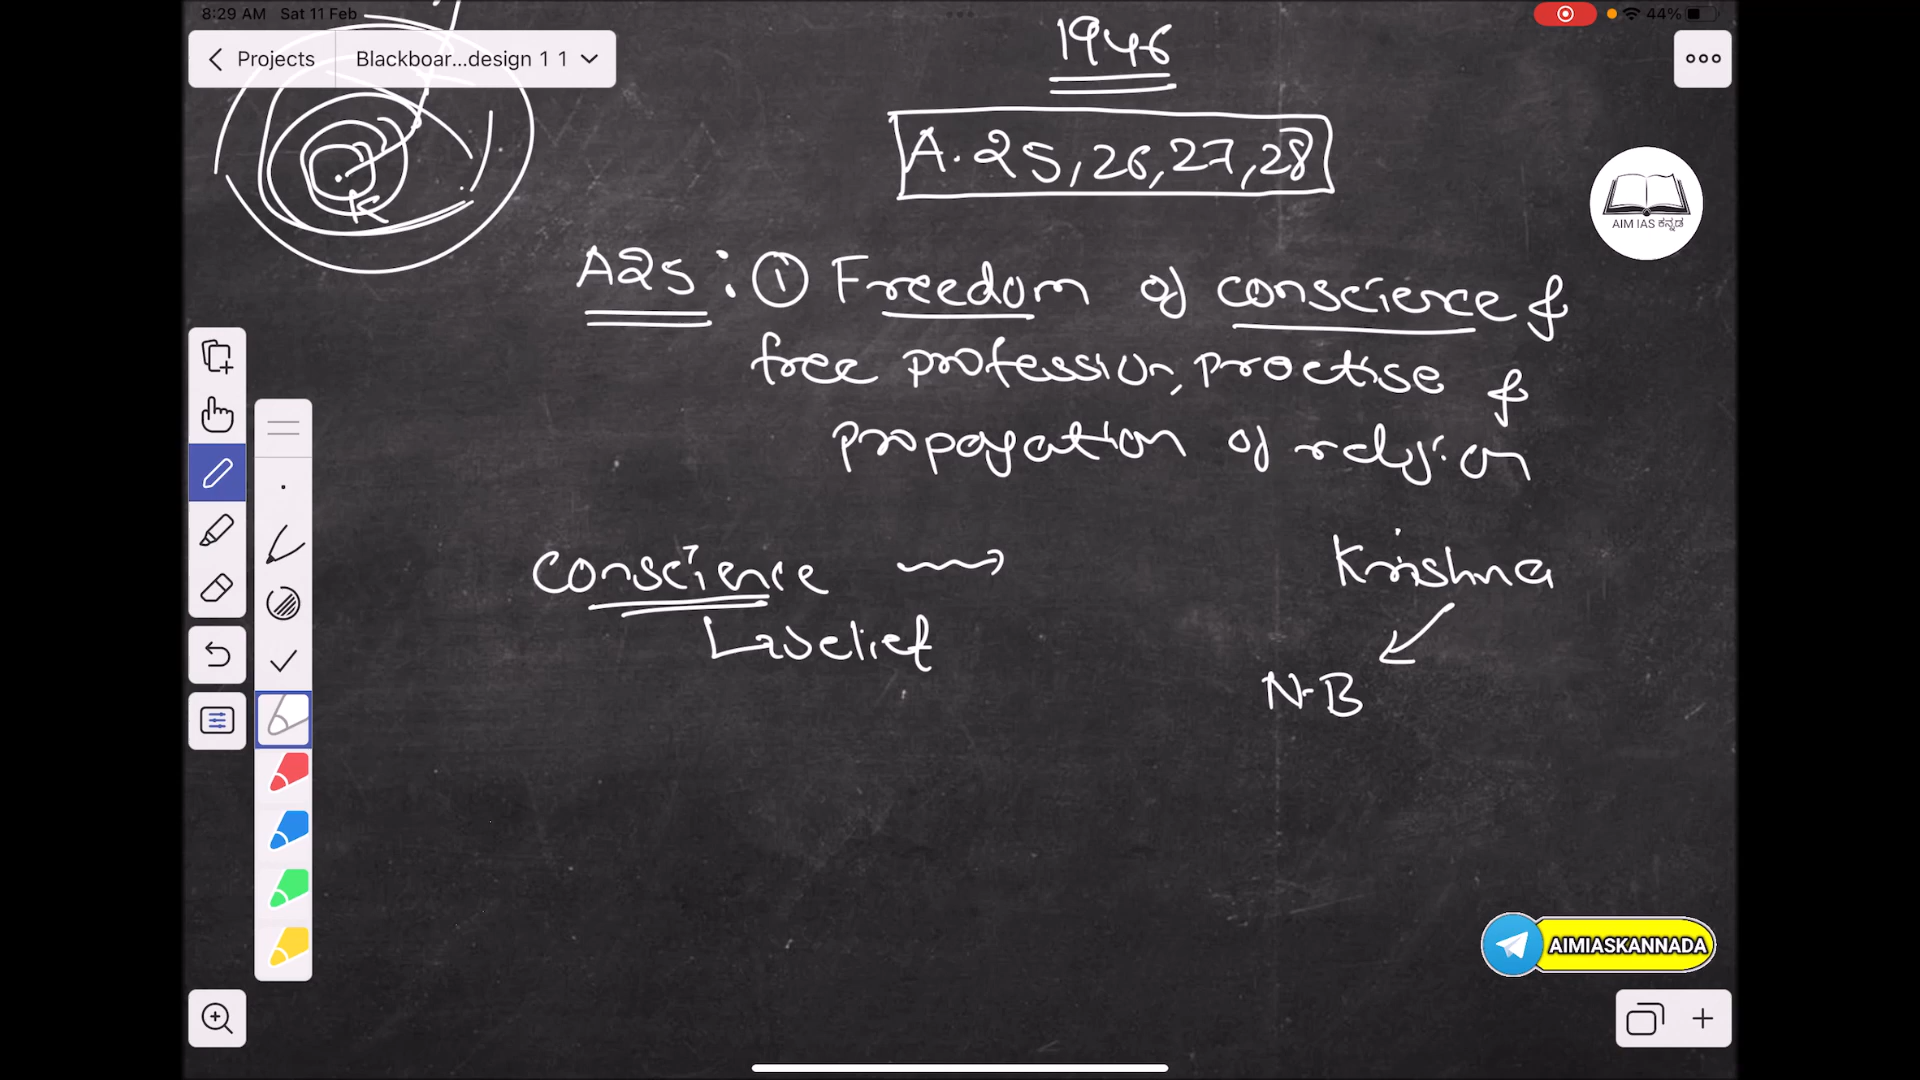 8:29 AM Sat 11 Feb
44%
Projects
Blackboar...design 1 1
1946
A. 25, 26, 27, 28
AIM IAS ಕನ್ನಡ
A25 : ① Freedom of conscience &
free profession, practise &
propagation of religion
Conscience → Krishna
belief
N-B
AIMIASKANNADA